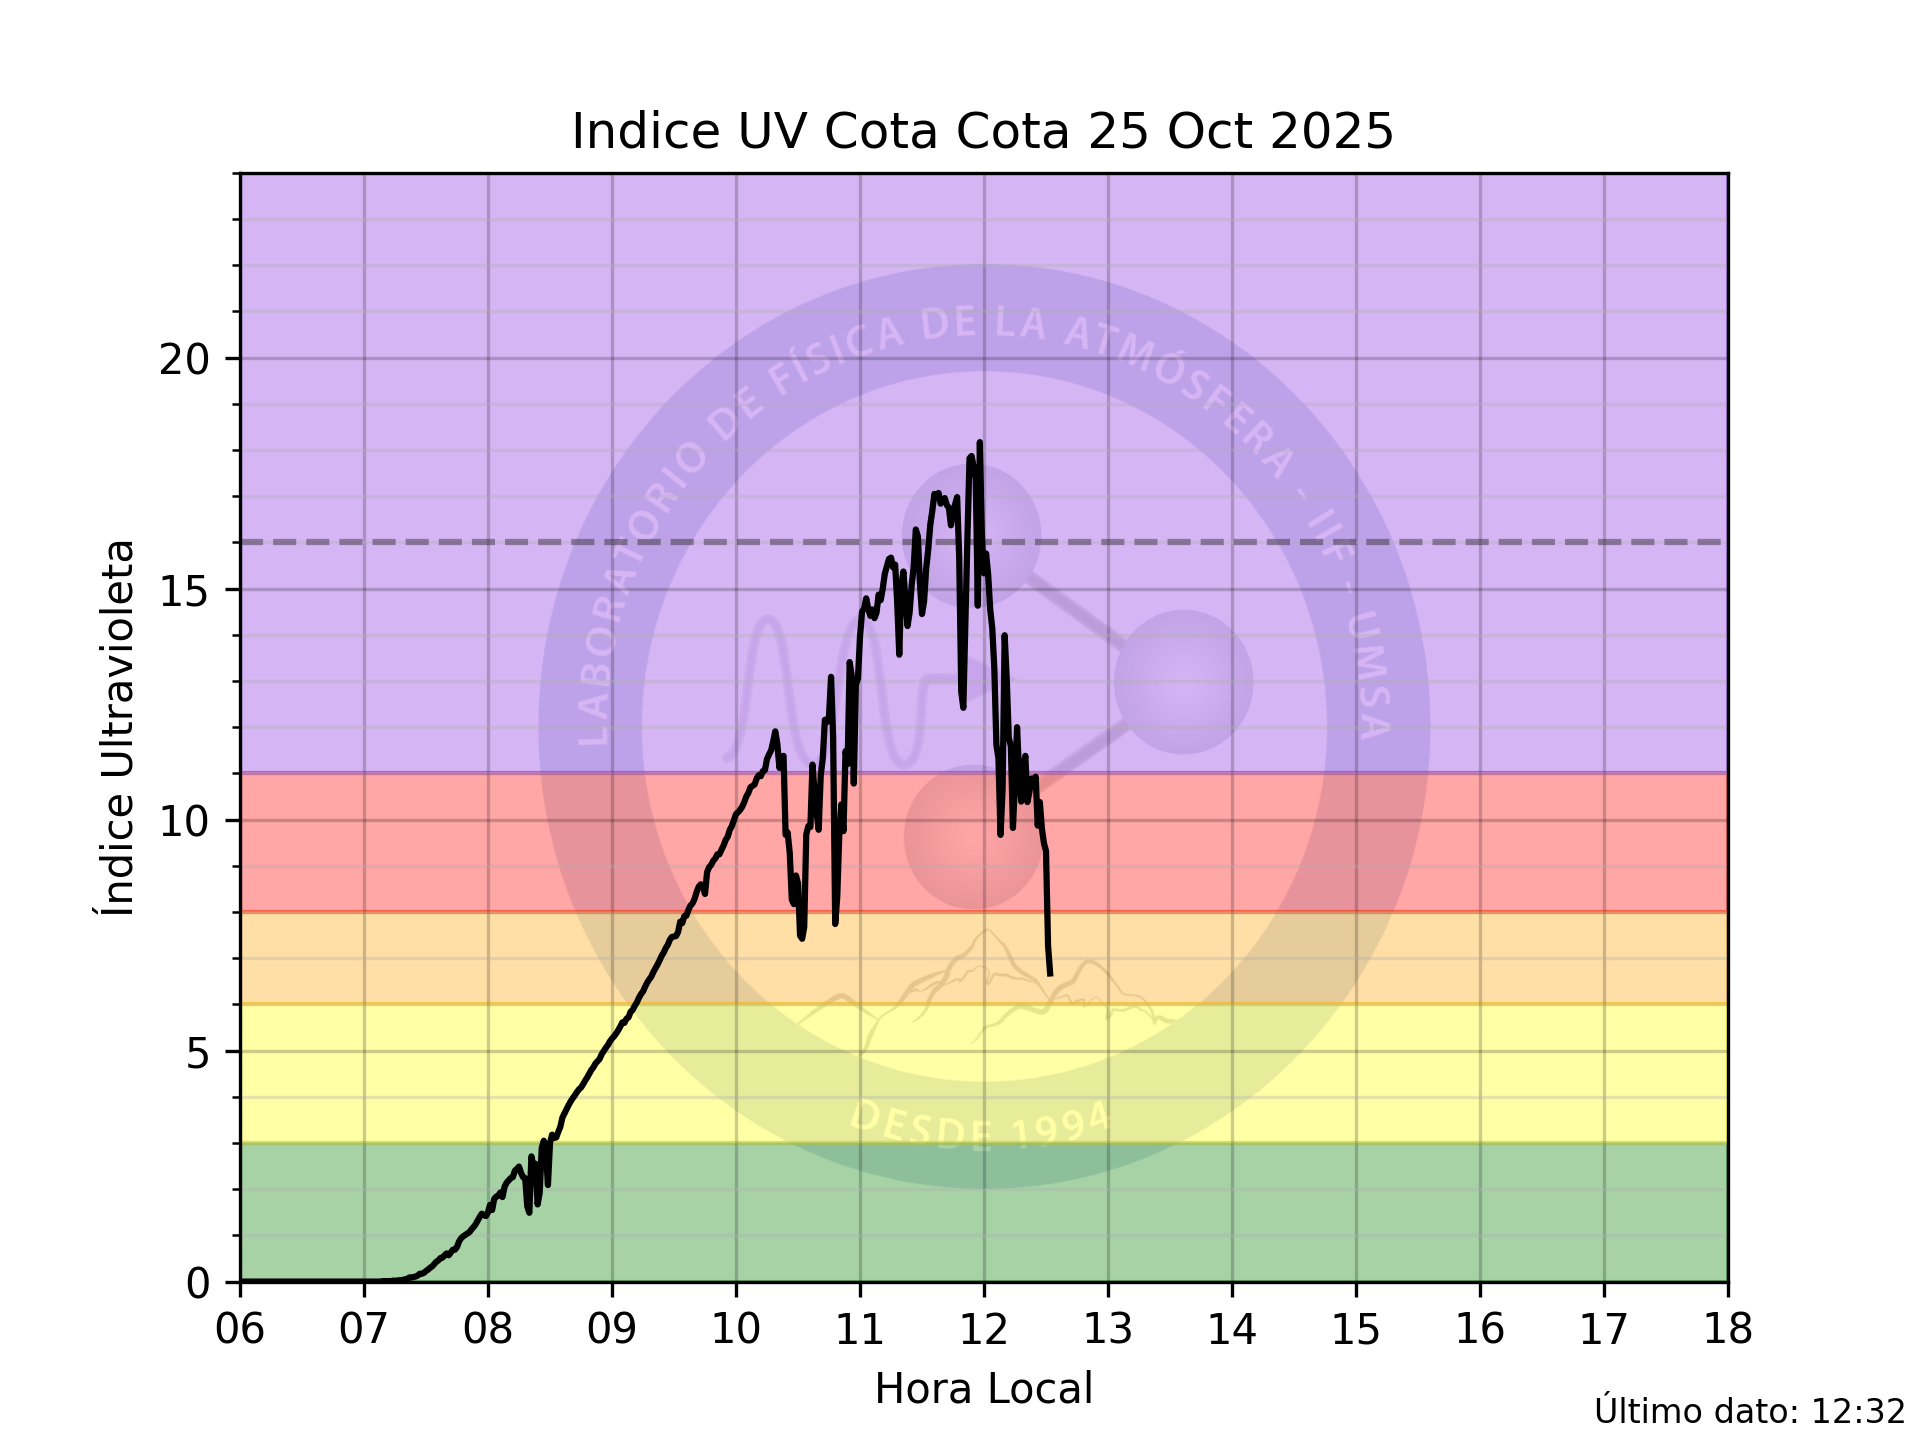 Indice UV Cota Cota 25 Oct 2025
Índice Ultravioleta
20
15
10
5
0
LABORATORIO DE FÍSICA DE LA ATMÓSFERA - IIF - UMSA
DESDE 1994
06 07 08 09 10 11 12 13 14 15 16 17 18
Hora Local
Último dato: 12:32